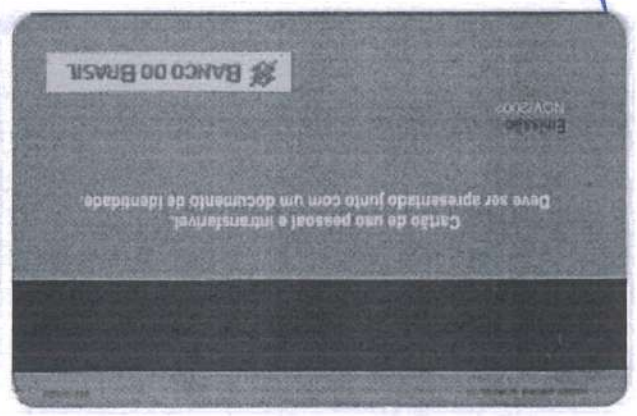 Cartão de uso pessoal e intransferível.
Deve ser apresentado junto com um documento de identidade.
Emissão
NOV/2002
BANCO DO BRASIL